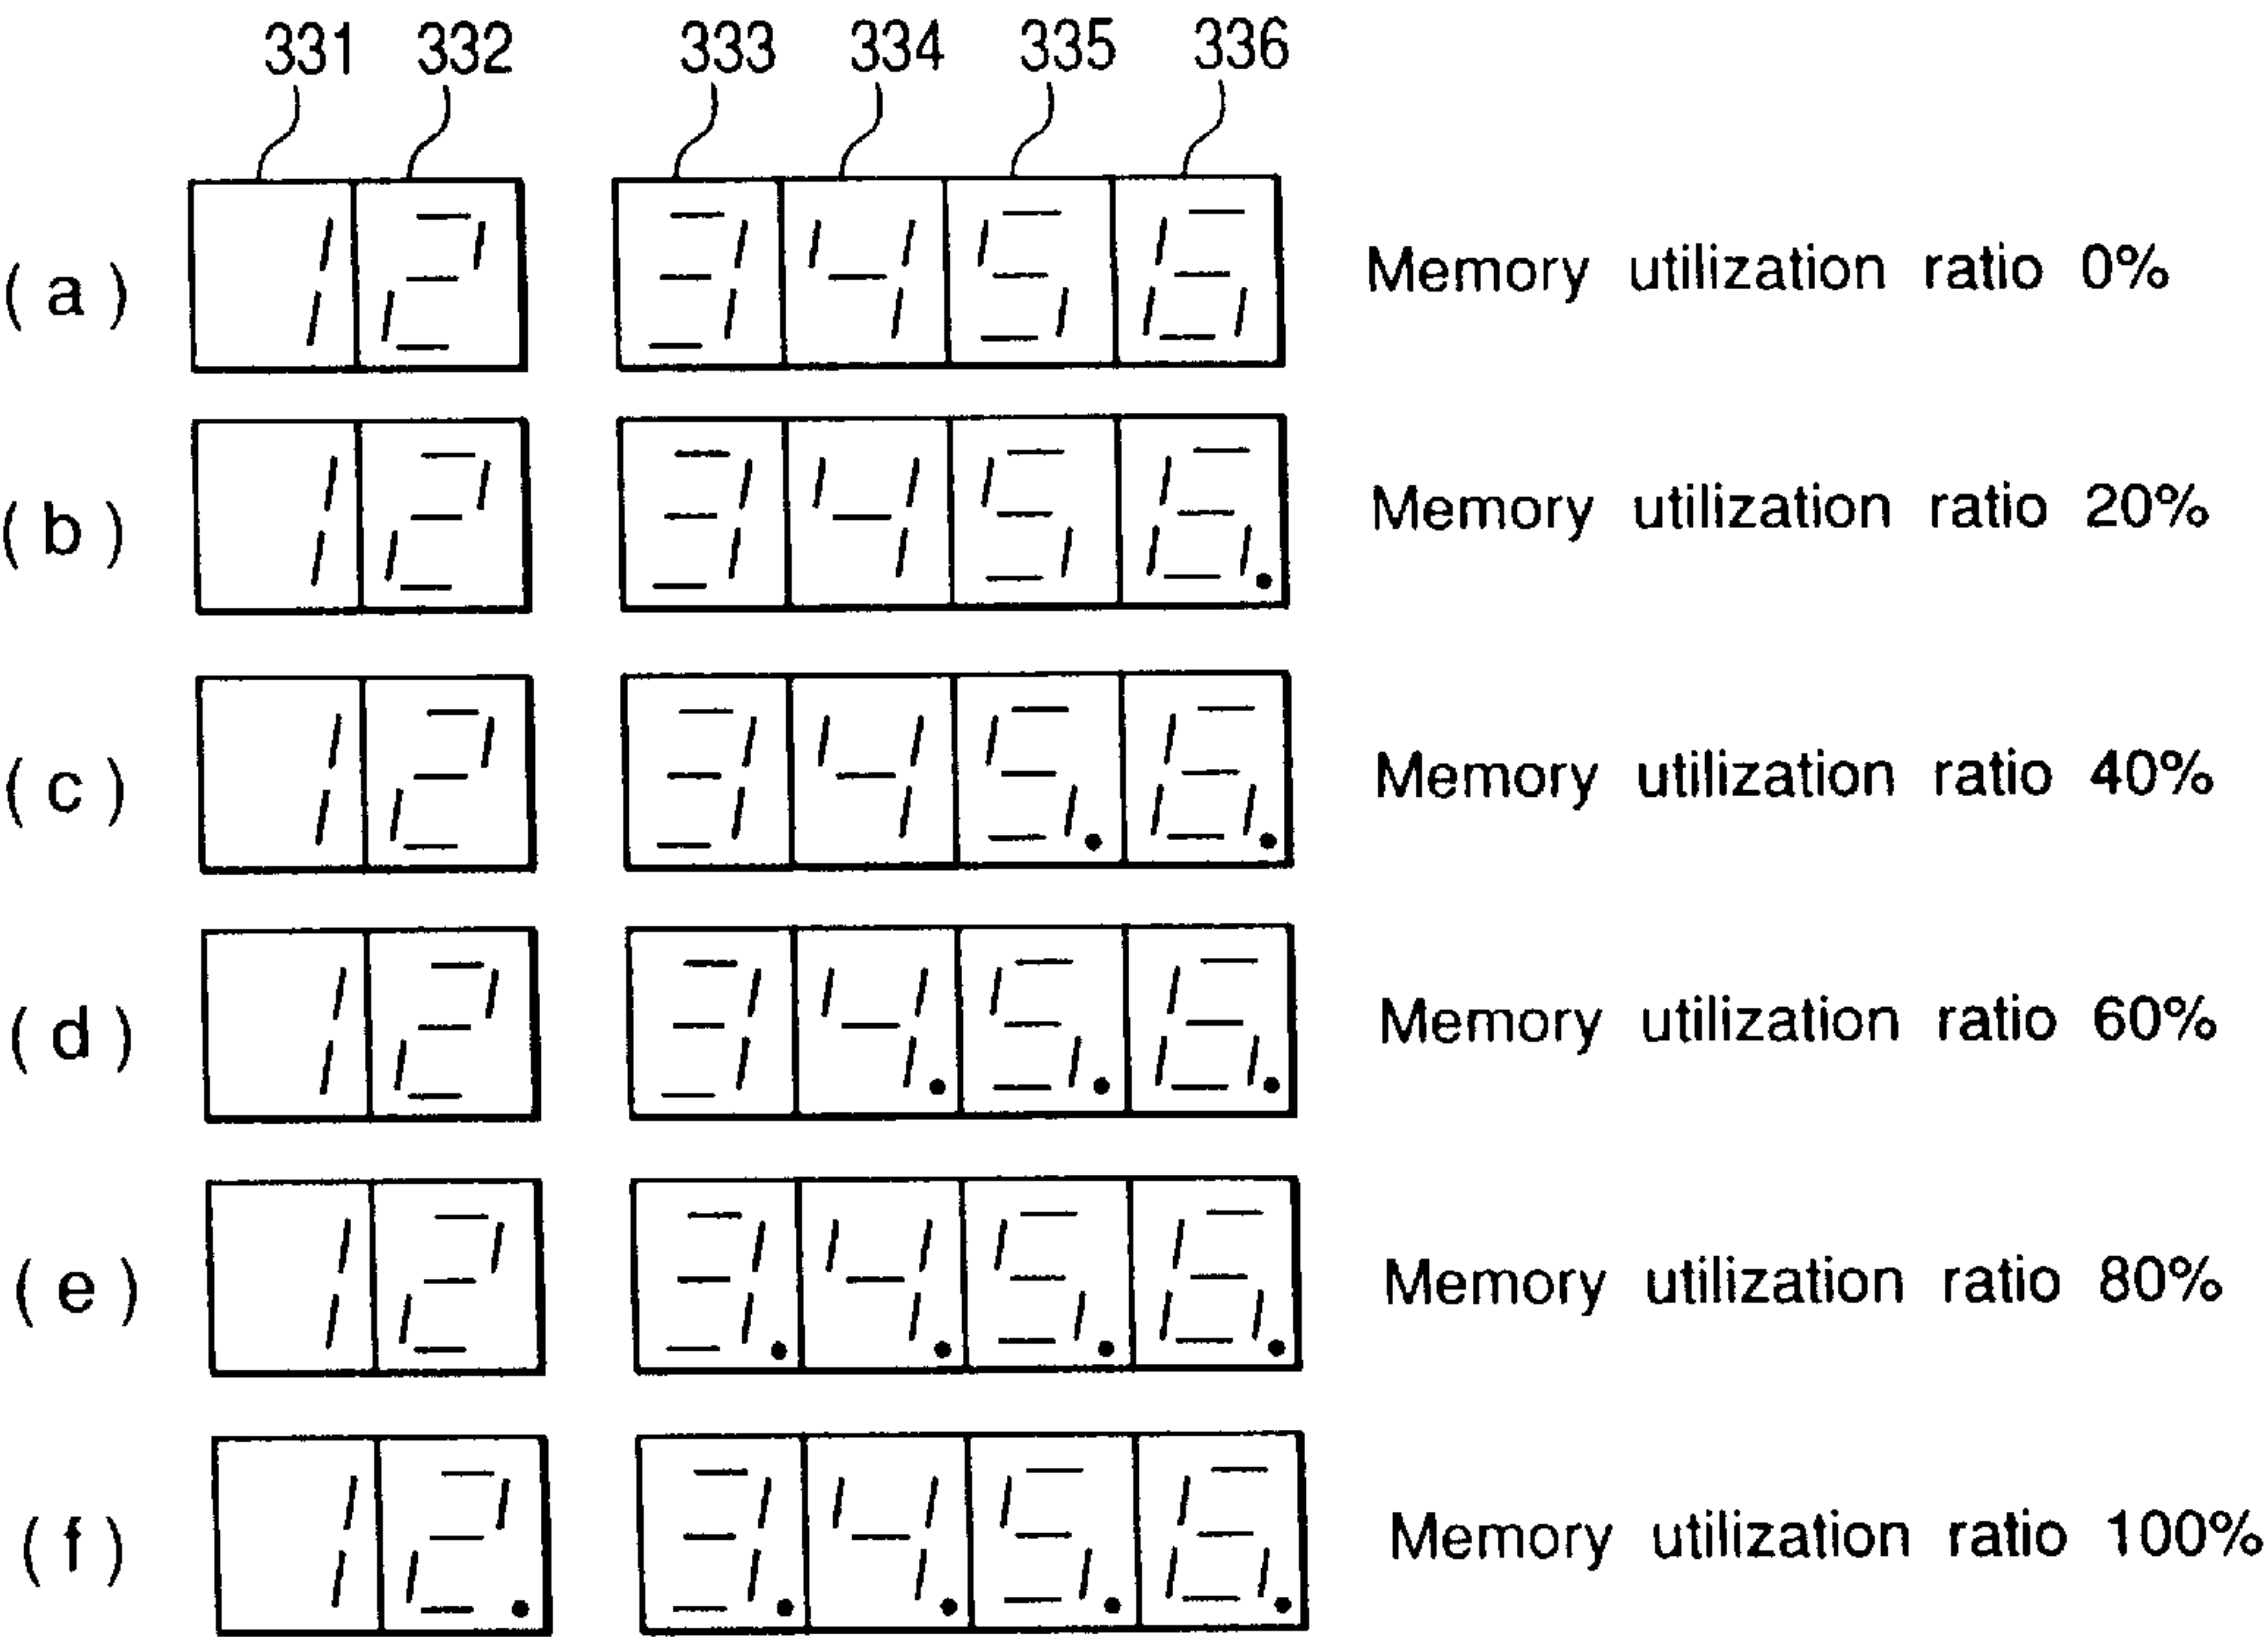 331 332 333 334 335 336
(a) 12 3456 Memory utilization ratio 0%
(b) 12 3456. Memory utilization ratio 20%
(c) 12 345.6. Memory utilization ratio 40%
(d) 12 34.5.6. Memory utilization ratio 60%
(e) 12 3.4.5.6. Memory utilization ratio 80%
(f) 12. 3.4.5.6. Memory utilization ratio 100%